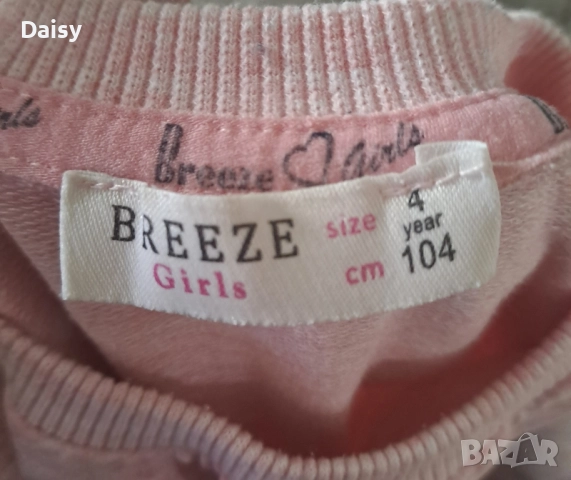 Daisy
Breeze girls
BREEZE
Girls
size 4 year
cm 104
BAZAR